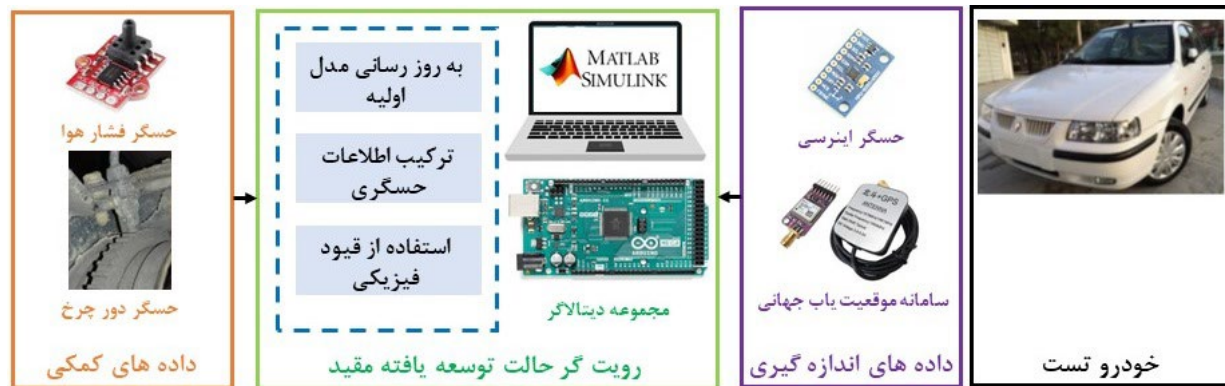 حسگر فشار هوا
حسگر دور چرخ
داده های کمکی
به روز رسانی مدل
اولیه
ترکیب اطلاعات
حسگری
استفاده از قیود
فیزیکی
MATLAB
SIMULINK
مجموعه دیتالاگر
رویت گر حالت توسعه یافته مقید
حسگر اینرسی
سامانه موقعیت یاب جهانی
داده های اندازه گیری
خودرو تست